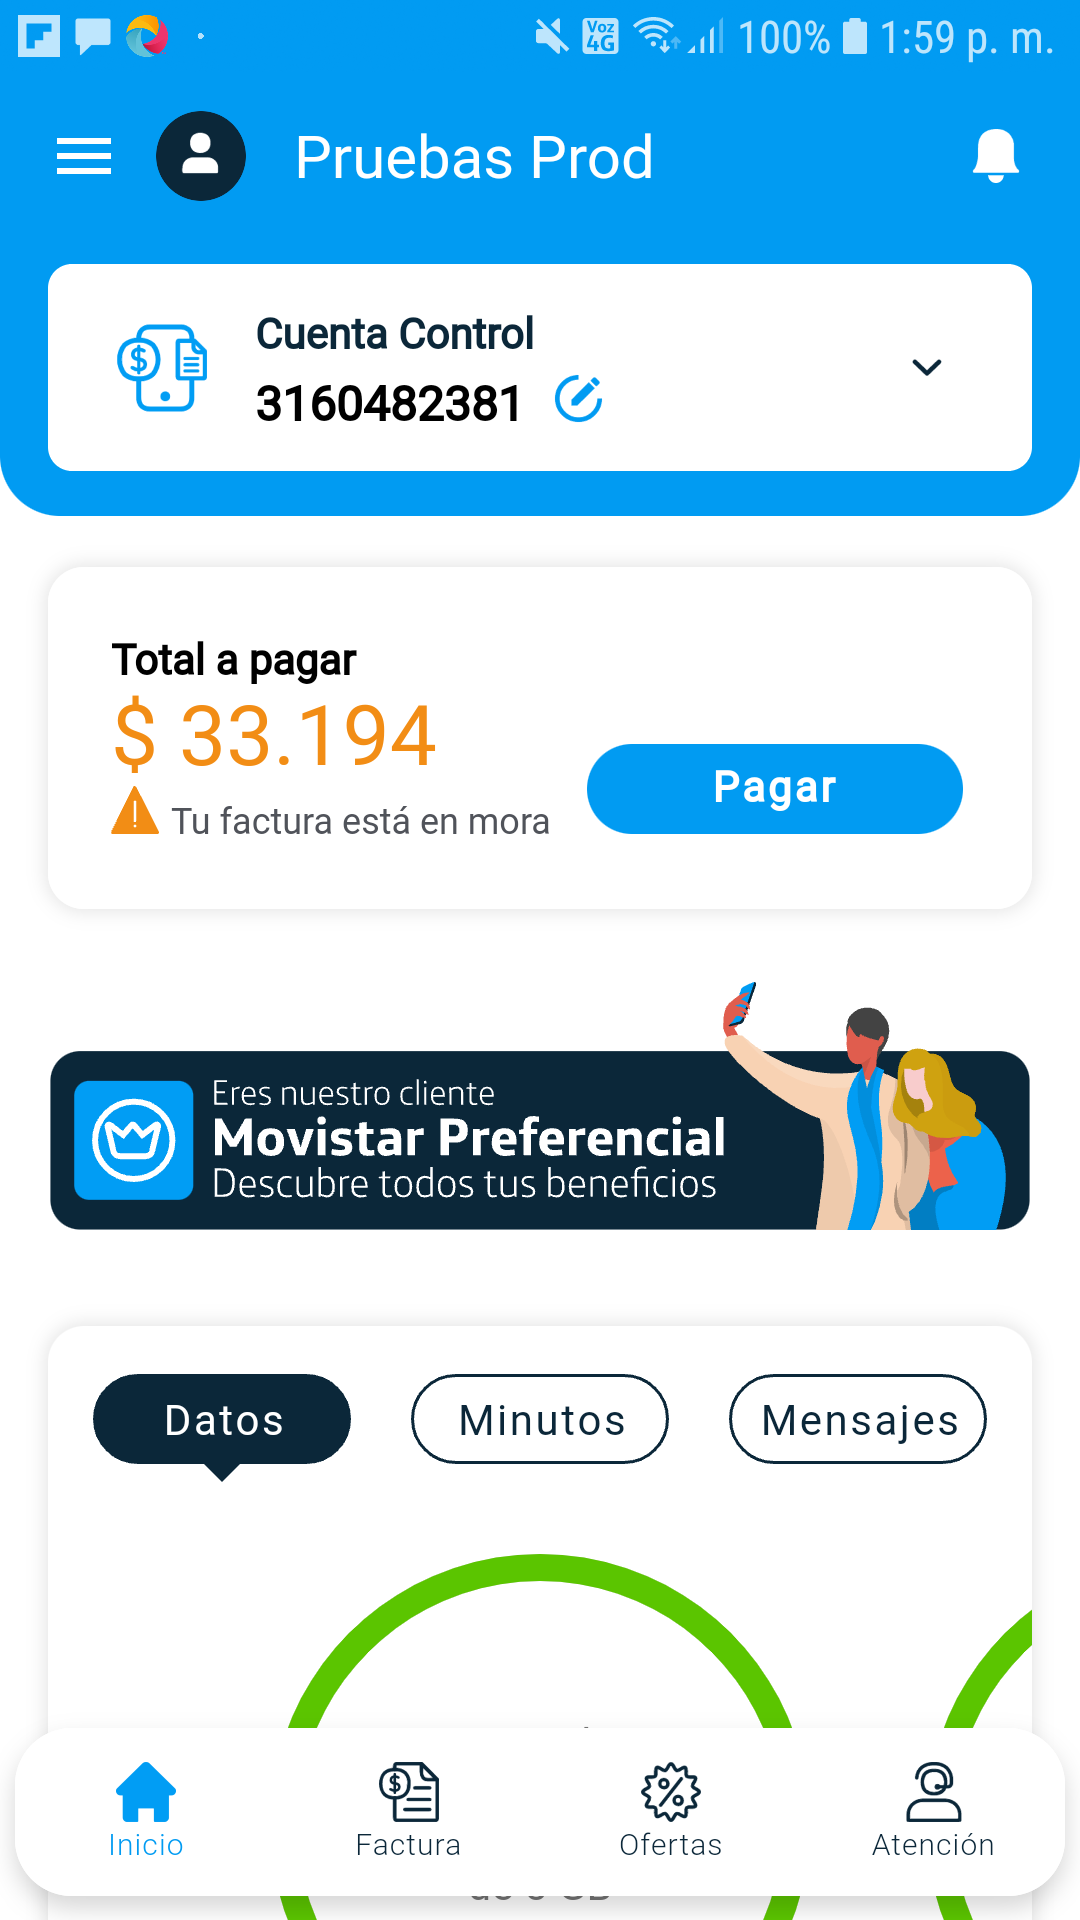 Voz 4G 100% 1:59 p. m.
Pruebas Prod
Cuenta Control
3160482381
Total a pagar
$ 33.194
Tu factura está en mora
Pagar
Eres nuestro cliente
Movistar Preferencial
Descubre todos tus beneficios
Datos Minutos Mensajes
Inicio Factura Ofertas Atención